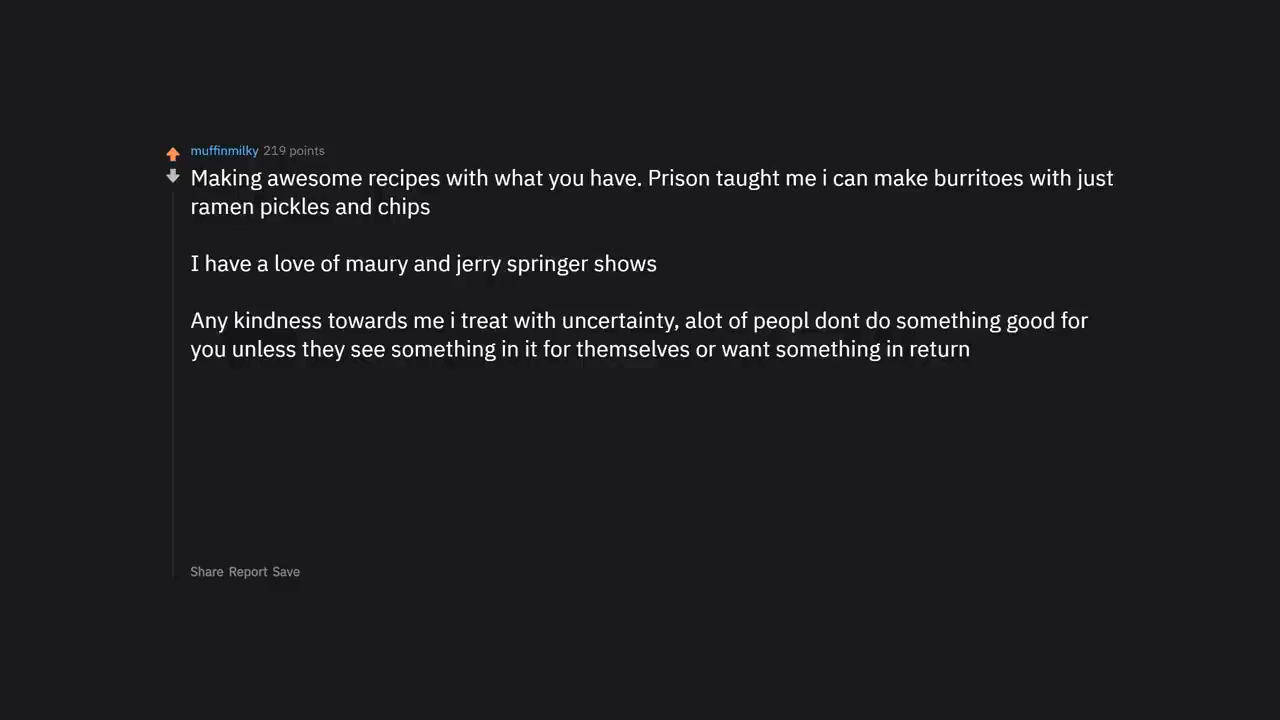 muffinmilky 219 points
Making awesome recipes with what you have. Prison taught me i can make burritoes with just
ramen pickles and chips
I have a love of maury and jerry springer shows
Any kindness towards me i treat with uncertainty, alot of peopl dont do something good for
you unless they see something in it for themselves or want something in return
Share Report Save